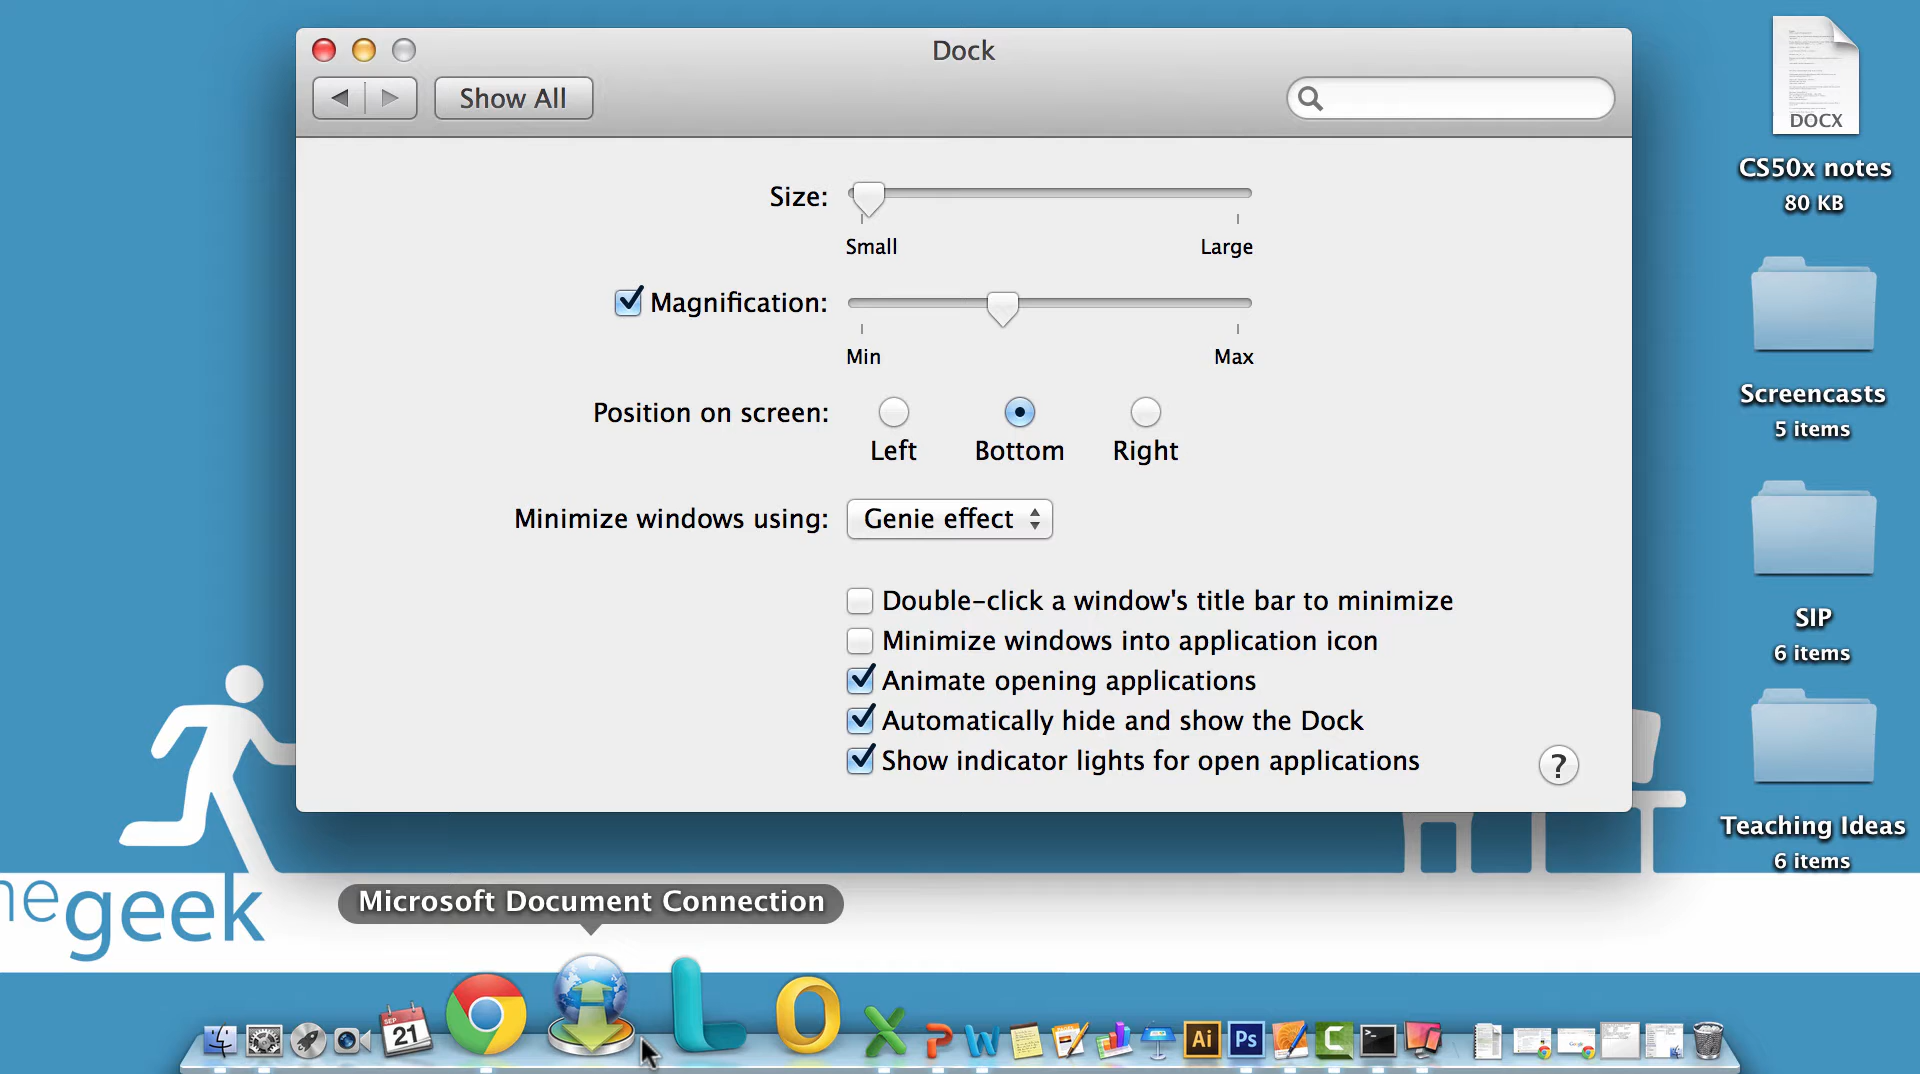 Dock
Show All
DOCX
CS50x notes
80 KB
Size:
Small
Large
Magnification:
Min
Max
Screencasts
5 items
Position on screen:
Left
Bottom
Right
Minimize windows using:
Genie effect
Double-click a window's title bar to minimize
SIP
6 items
Minimize windows into application icon
Animate opening applications
Automatically hide and show the Dock
Show indicator lights for open applications
?
Teaching Ideas
6 items
he geek
Microsoft Document Connection
SEP
21
Ai
Ps